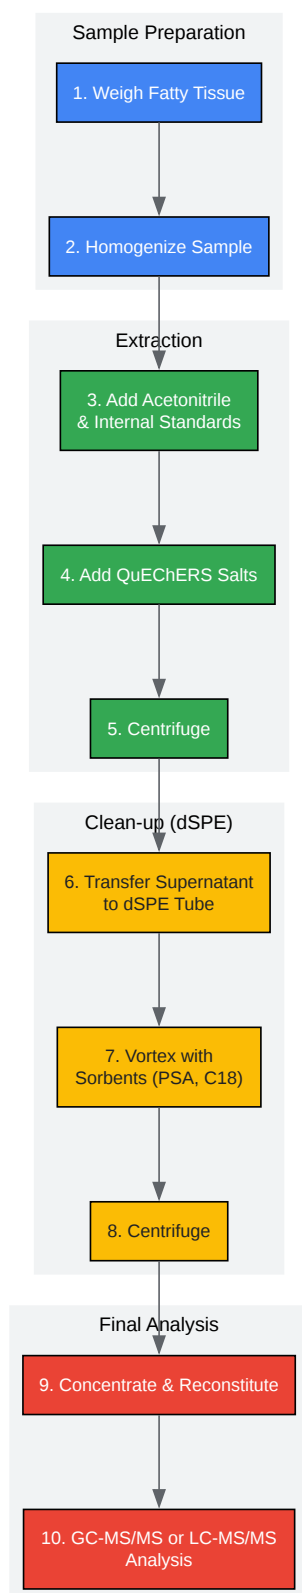 Sample Preparation
1. Weigh Fatty Tissue
2. Homogenize Sample
Extraction
3. Add Acetonitrile
& Internal Standards
4. Add QuEChERS Salts
5. Centrifuge
Clean-up (dSPE)
6. Transfer Supernatant
to dSPE Tube
7. Vortex with
Sorbents (PSA, C18)
8. Centrifuge
Final Analysis
9. Concentrate & Reconstitute
10. GC-MS/MS or LC-MS/MS
Analysis